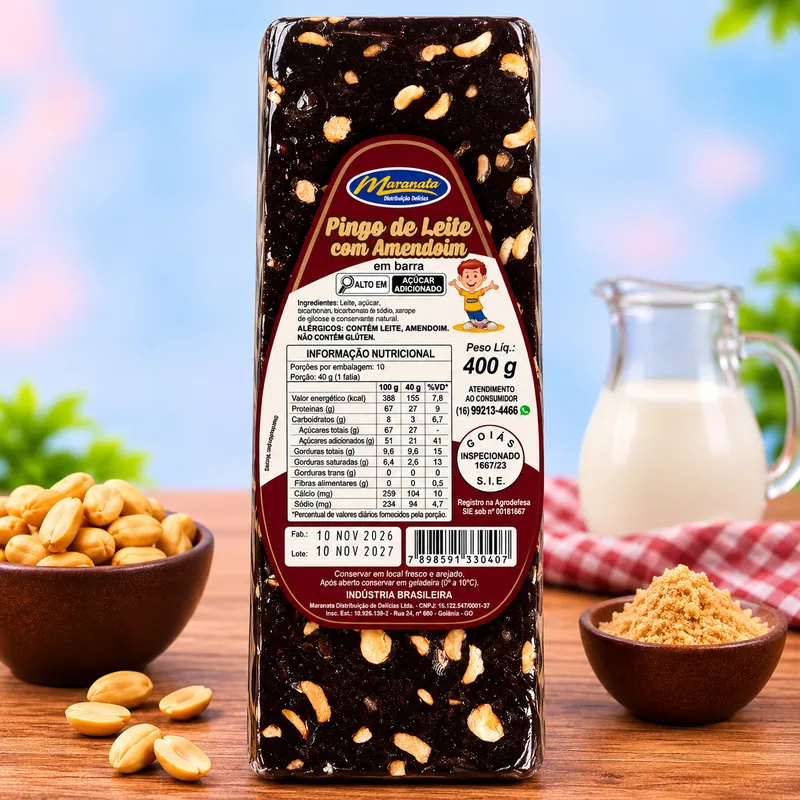 Maranata
Distribuição Delícias
Pingo de Leite
com Amendoim
em barra
ALTO EM
AÇÚCAR
ADICIONADO
Ingredientes: Leite, açúcar,
bicarbonato te sódio, xarope
de glicose e conservante natural.
ALÉRGICOS: CONTÉM LEITE, AMENDOIM.
NÃO CONTÉM GLÚTEN.
INFORMAÇÃO NUTRICIONAL
Porções por embalagem: 10
Porção: 40 g (1 fatia)
100 g 40 g %VD*
Valor energético (kcal) 388 155 7,8
Proteínas (g) 67 27 9
Carboidratos (g) 8 3 6,7
Açúcares totais (g) 67 27 -
Açúcares adicionados (g) 51 21 41
Gorduras totais (g) 9,6 9,6 15
Gorduras saturadas (g) 6,4 2,6 13
Gorduras trans (g) 0 0 0
Fibras alimentares (g) 0 0 0,5
Cálcio (mg) 259 104 10
Sódio (mg) 234 94 4,7
*Percentual de valores diários fornecidos pela porção.
Peso Líq.:
400 g
ATENDIMENTO
AO CONSUMIDOR
(16) 99213-4466
GOIÁS
INSPECIONADO
1667/23
S.I.E.
Registro na Agrodefesa
SIE sob nº 00181667
Fab.: 10 NOV 2026
Lote: 10 NOV 2027
7 898591 330407
Conservar em local fresco e arejado.
Após aberto conservar em geladeira (0º a 10ºC).
INDÚSTRIA BRASILEIRA
Maranata Distribuição de Delícias Ltda. - CNPJ: 15.122.547/0001-37
Insc. Est.: 10.926.139-2 - Rua 24, nº 680 - Goiênia - GO